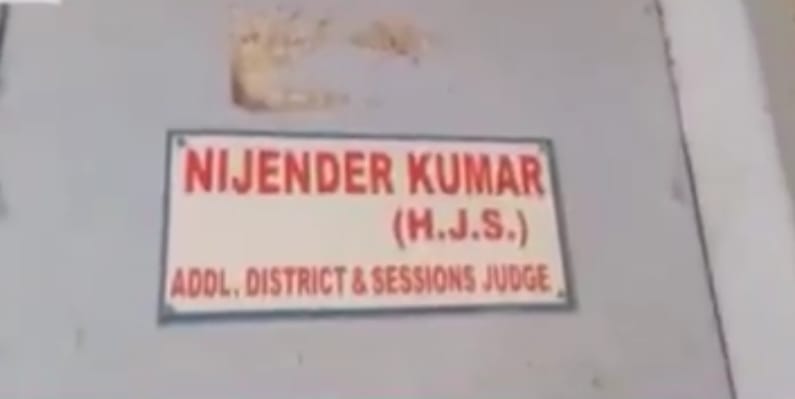 NIJENDER KUMAR
(H.J.S.)
ADDL. DISTRICT & SESSIONS JUDGE